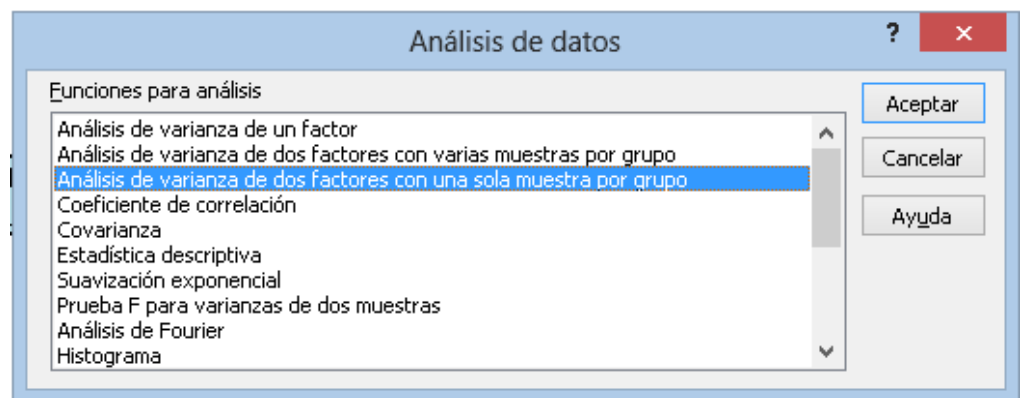 Análisis de datos
?
×
Funciones para análisis
Análisis de varianza de un factor
Análisis de varianza de dos factores con varias muestras por grupo
Análisis de varianza de dos factores con una sola muestra por grupo
Coeficiente de correlación
Covarianza
Estadística descriptiva
Suavización exponencial
Prueba F para varianzas de dos muestras
Análisis de Fourier
Histograma
Aceptar
Cancelar
Ayuda